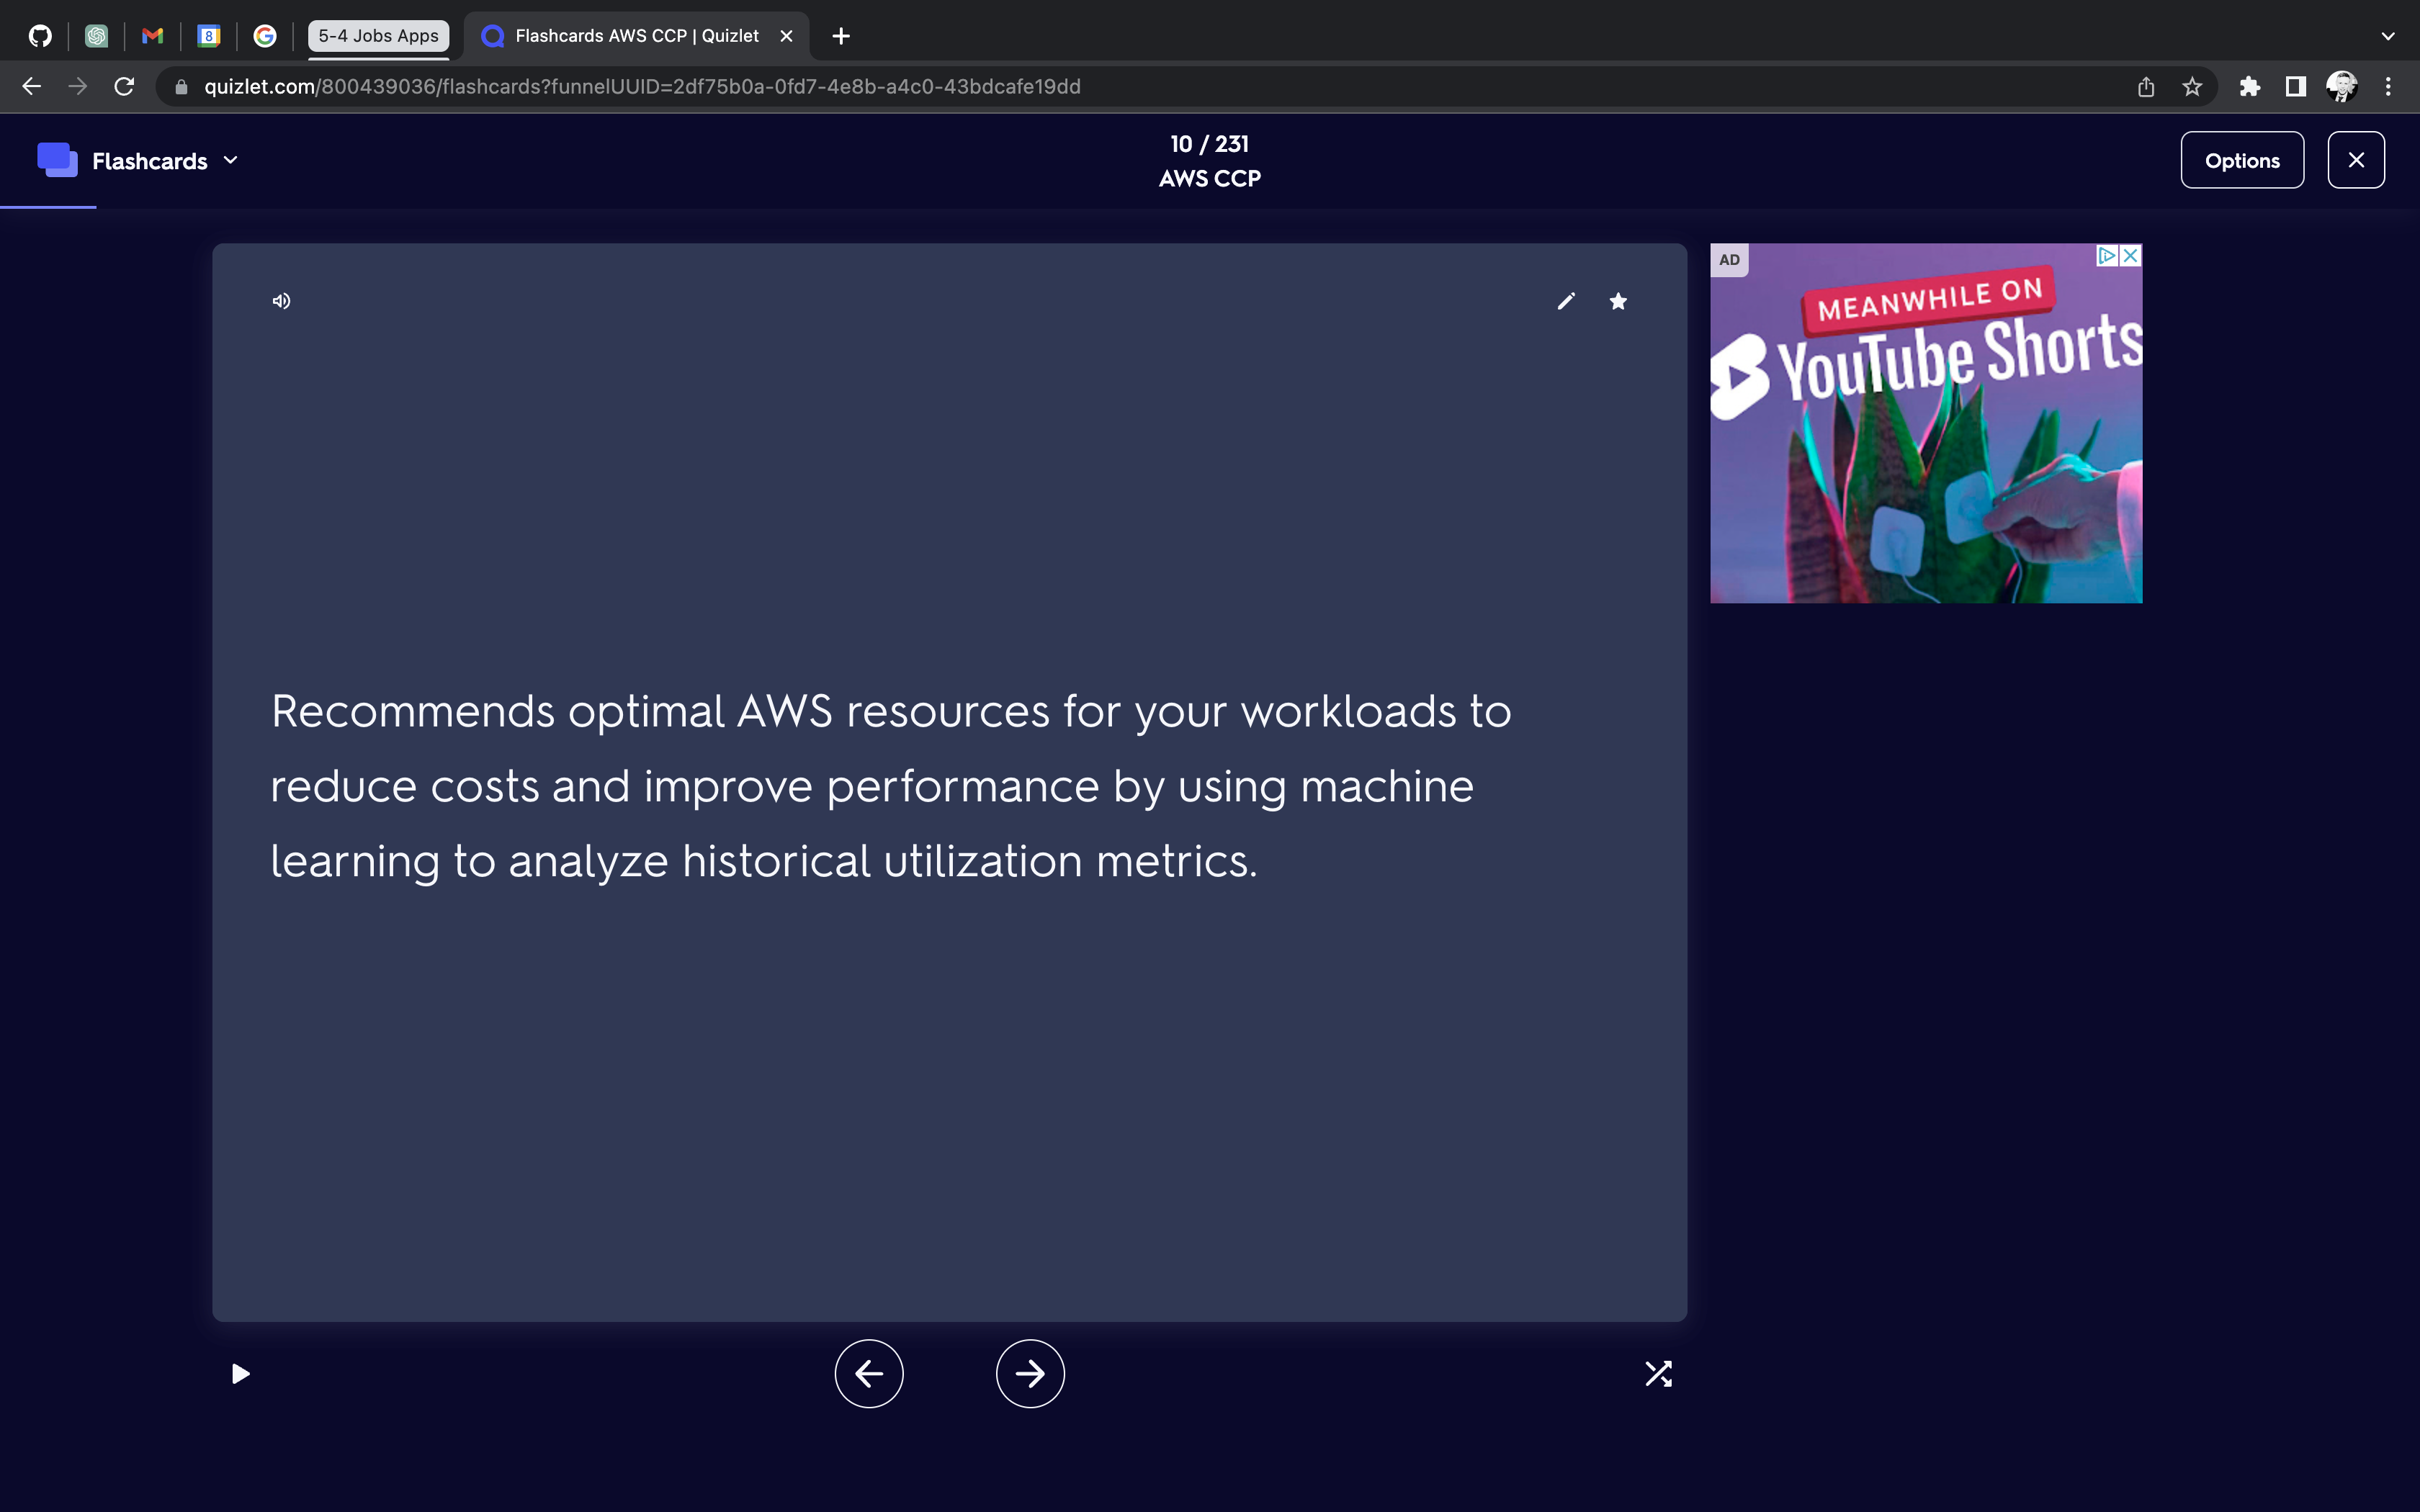 5-4 Jobs Apps
Flashcards AWS CCP | Quizlet
quizlet.com/800439036/flashcards?funnelUUID=2df75b0a-0fd7-4e8b-a4c0-43bdcafe19dd
Flashcards
10 / 231
AWS CCP
Options
AD
MEANWHILE ON
YouTube Shorts
Recommends optimal AWS resources for your workloads to
reduce costs and improve performance by using machine
learning to analyze historical utilization metrics.